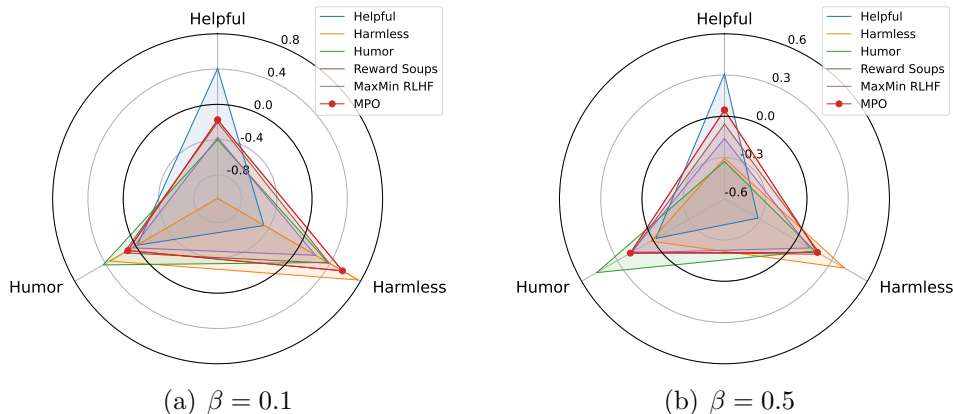 Helpful
0.8
0.4
0.0
-0.4
-0.8
Humor
Harmless
Helpful
Harmless
Humor
Reward Soups
MaxMin RLHF
MPO
(a) β = 0.1
Helpful
0.6
0.3
0.0
-0.3
-0.6
Humor
Harmless
Helpful
Harmless
Humor
Reward Soups
MaxMin RLHF
MPO
(b) β = 0.5